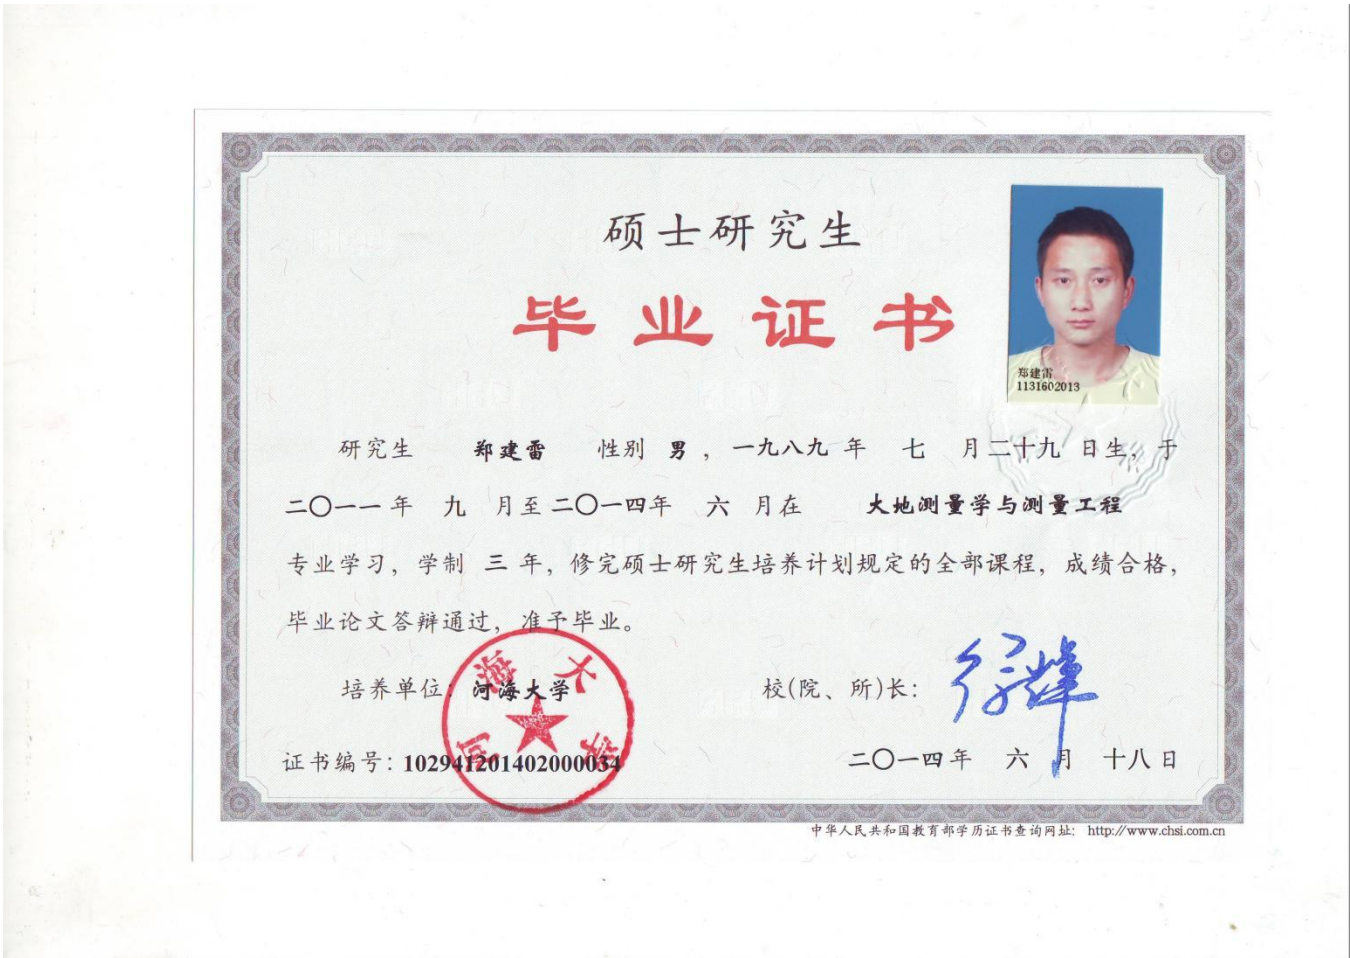 硕士研究生
毕业证书
郑建雷
1131602013
研究生 郑建雷 性别 男，一九八九 年 七 月二十九 日生，于
二〇一一年 九 月至二〇一四年 六 月在 大地测量学与测量工程
专业学习，学制 三 年，修完硕士研究生培养计划规定的全部课程，成绩合格，
毕业论文答辩通过，准予毕业。
河海大学
培养单位：河海大学 校(院、所)长：
证书编号：102941201402000034 二〇一四年 六 月 十八 日
中华人民共和国教育部学历证书查询网址： http://www.chsi.com.cn